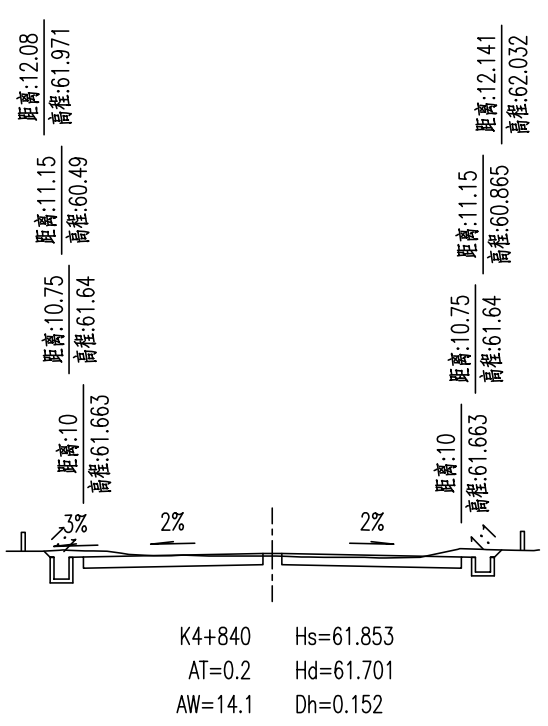 距离:12.08
高程:61.971
距离:12.141
高程:62.032
距离:11.15
高程:60.49
距离:11.15
高程:60.865
距离:10.75
高程:61.64
距离:10.75
高程:61.64
距离:10
高程:61.663
距离:10
高程:61.663
1:1
3%
2%
2%
1:1
K4+840
Hs=61.853
AT=0.2
Hd=61.701
AW=14.1
Dh=0.152